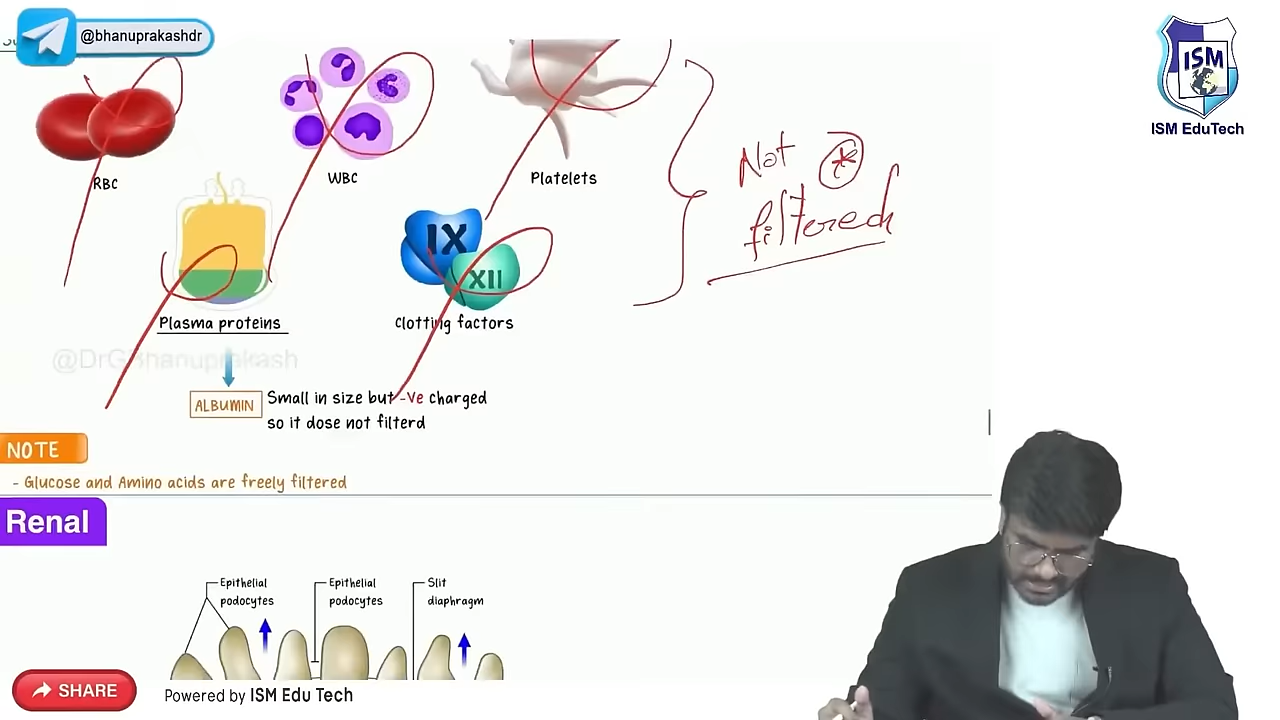 @bhanuprakashdr
ISM
ISM EduTech
RBC
WBC
Platelets
Not *
filtered
IX
XII
Plasma proteins
Clotting factors
@DrGBhanuprakash
ALBUMIN
Small in size but -Ve charged
so it dose not filterd
NOTE
- Glucose and Amino acids are freely filtered
Renal
Epithelial
podocytes
Epithelial
podocytes
Slit
diaphragm
SHARE
Powered by ISM Edu Tech